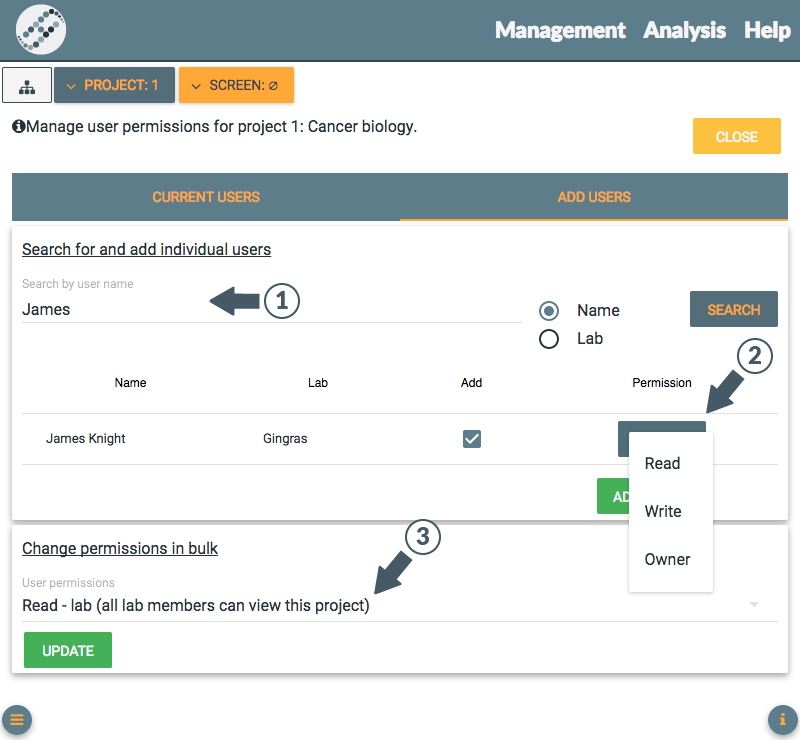 Management Analysis Help
PROJECT: 1 SCREEN: ∅
Manage user permissions for project 1: Cancer biology.
CLOSE
CURRENT USERS ADD USERS
Search for and add individual users
Search by user name
James
1
Name
Lab
SEARCH
2
Name Lab Add Permission
James Knight Gingras
Read
Write
Owner
AD
Change permissions in bulk
3
User permissions
Read - lab (all lab members can view this project)
UPDATE